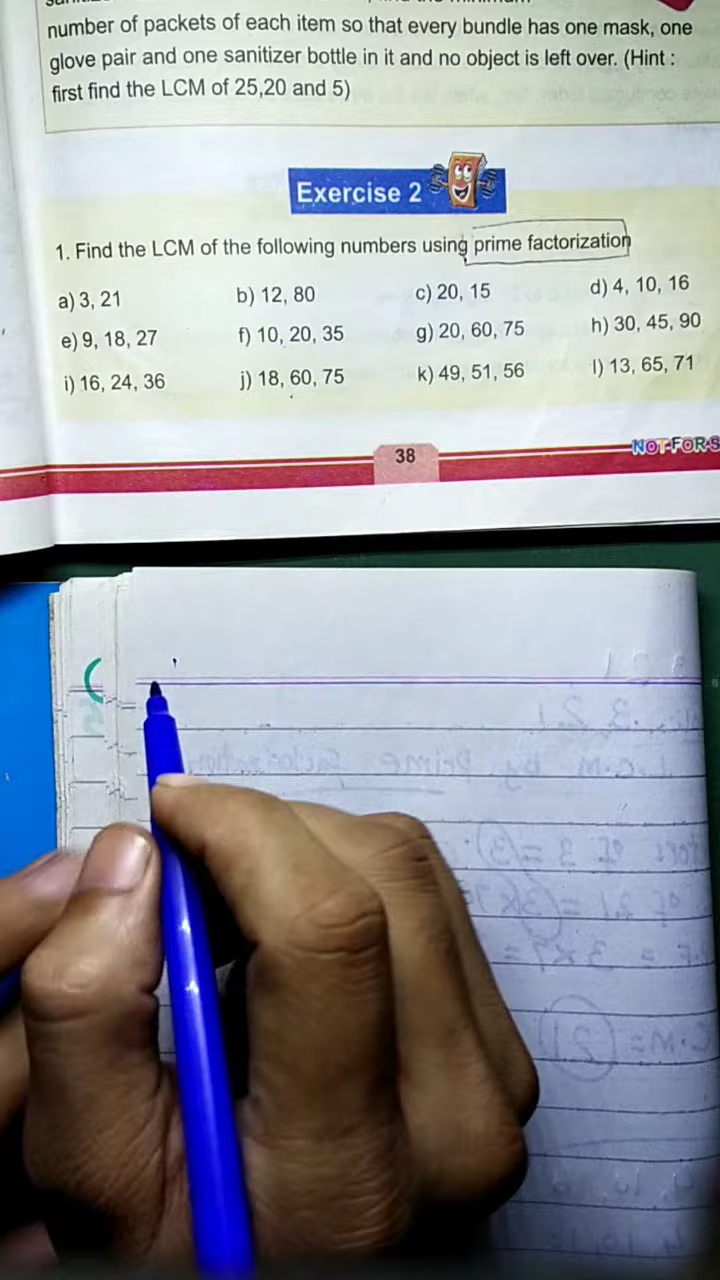 number of packets of each item so that every bundle has one mask, one
glove pair and one sanitizer bottle in it and no object is left over. (Hint :
first find the LCM of 25,20 and 5)
Exercise 2
1. Find the LCM of the following numbers using prime factorization
a) 3, 21 b) 12, 80 c) 20, 15 d) 4, 10, 16
e) 9, 18, 27 f) 10, 20, 35 g) 20, 60, 75 h) 30, 45, 90
i) 16, 24, 36 j) 18, 60, 75 k) 49, 51, 56 l) 13, 65, 71
38
NOT-FOR-S